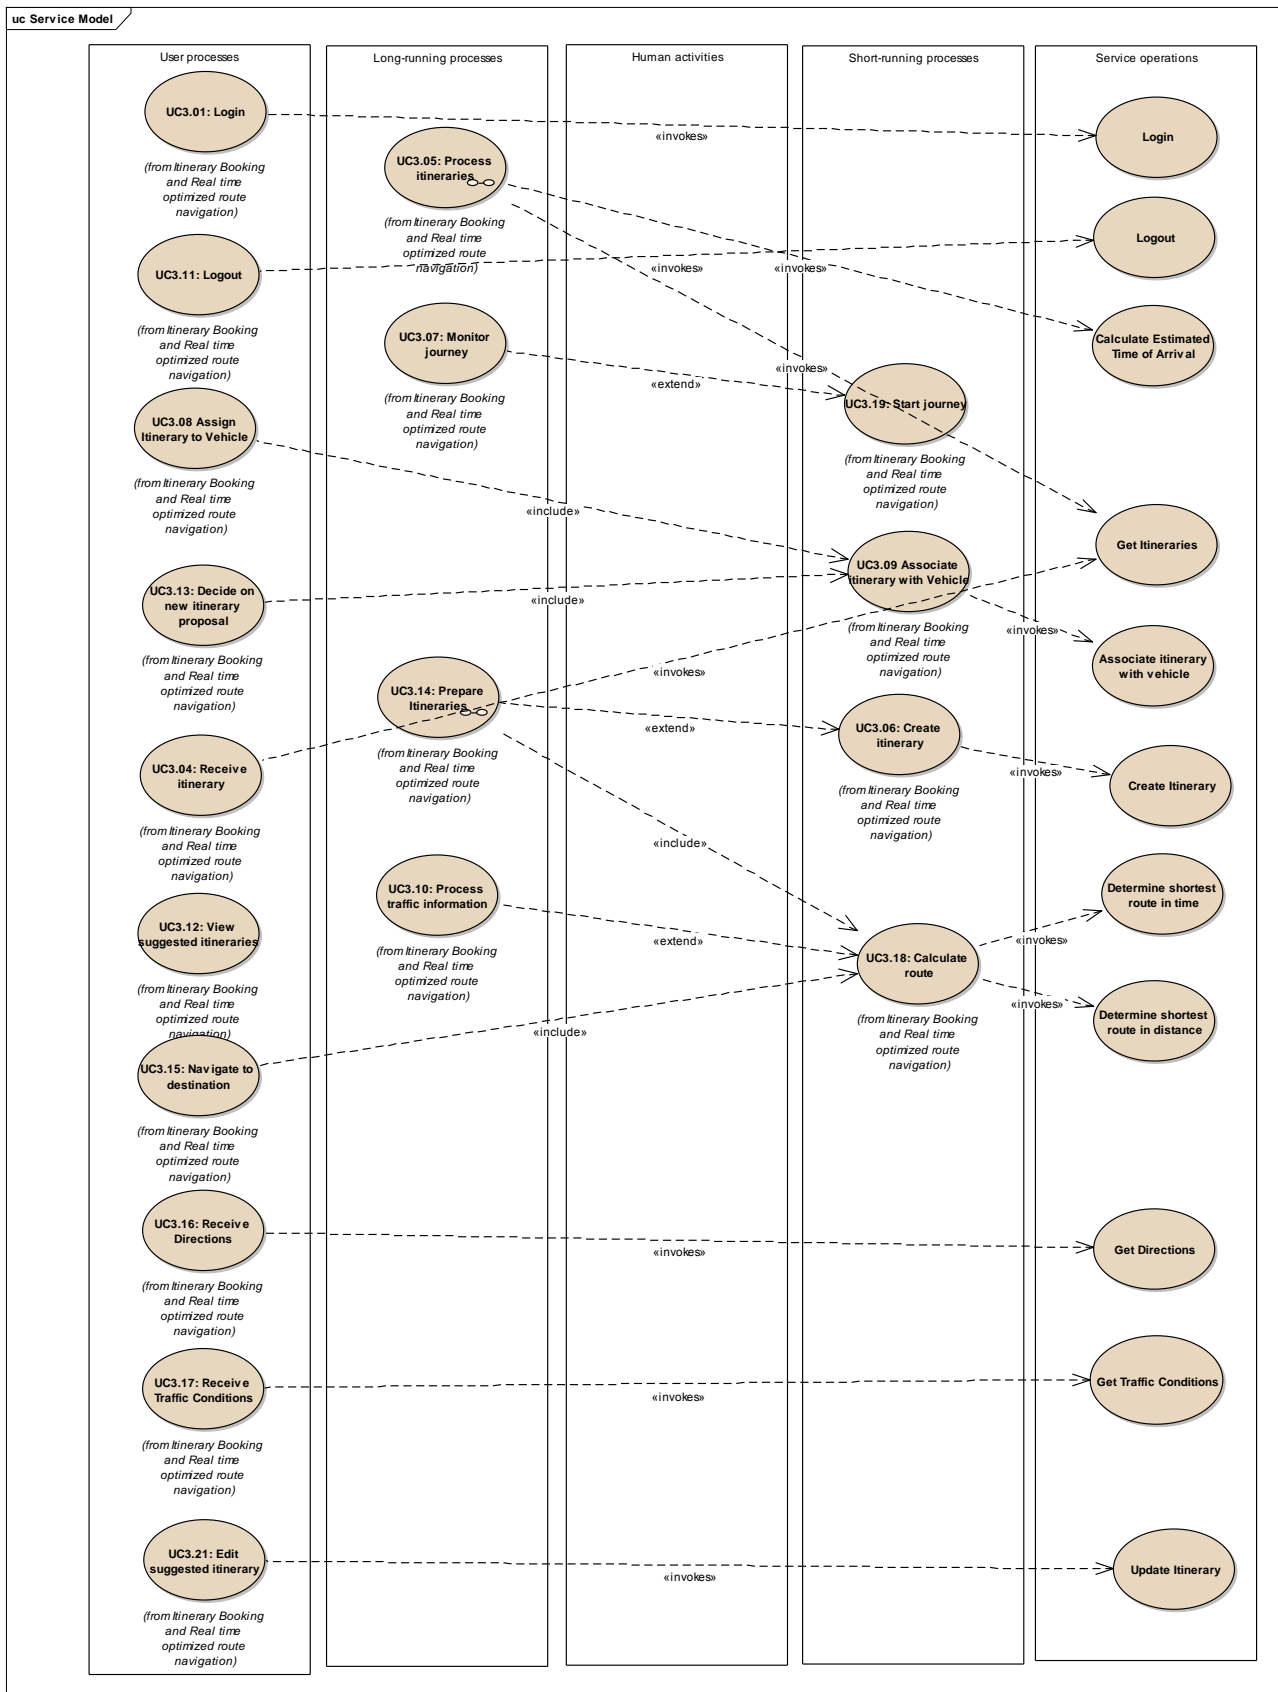 uc Service Model
User processes
UC3.01: Login
(from Itinerary Booking
and Real time
optimized route
navigation)
UC3.11: Logout
(from Itinerary Booking
and Real time
optimized route
navigation)
UC3.08 Assign
Itinerary to Vehicle
(from Itinerary Booking
and Real time
optimized route
navigation)
UC3.13: Decide on
new itinerary
proposal
(from Itinerary Booking
and Real time
optimized route
navigation)
UC3.04: Receive
itinerary
(from Itinerary Booking
and Real time
optimized route
navigation)
UC3.12: View
suggested itineraries
(from Itinerary Booking
and Real time
optimized route
navigation)
UC3.15: Navigate to
destination
(from Itinerary Booking
and Real time
optimized route
navigation)
UC3.16: Receive
Directions
(from Itinerary Booking
and Real time
optimized route
navigation)
UC3.17: Receive
Traffic Conditions
(from Itinerary Booking
and Real time
optimized route
navigation)
UC3.21: Edit
suggested itinerary
(from Itinerary Booking
and Real time
optimized route
navigation)
Long-running processes
UC3.05: Process
itineraries
(from Itinerary Booking
and Real time
optimized route
navigation)
UC3.07: Monitor
journey
(from Itinerary Booking
and Real time
optimized route
navigation)
UC3.14: Prepare
Itineraries
(from Itinerary Booking
and Real time
optimized route
navigation)
UC3.10: Process
traffic information
(from Itinerary Booking
and Real time
optimized route
navigation)
Human activities
«invokes»
«invokes»
«invokes»
«invokes»
«extend»
«include»
«include»
«invokes»
«extend»
«include»
«extend»
«include»
«invokes»
«invokes»
«invokes»
Short-running processes
UC3.19: Start journey
(from Itinerary Booking
and Real time
optimized route
navigation)
UC3.09 Associate
itinerary with Vehicle
(from Itinerary Booking
and Real time
optimized route
navigation)
UC3.06: Create
itinerary
(from Itinerary Booking
and Real time
optimized route
navigation)
UC3.18: Calculate
route
(from Itinerary Booking
and Real time
optimized route
navigation)
«invokes»
«invokes»
«invokes»
«invokes»
Service operations
Login
Logout
Calculate Estimated
Time of Arrival
Get Itineraries
Associate itinerary
with vehicle
Create Itinerary
Determine shortest
route in time
Determine shortest
route in distance
Get Directions
Get Traffic Conditions
Update Itinerary